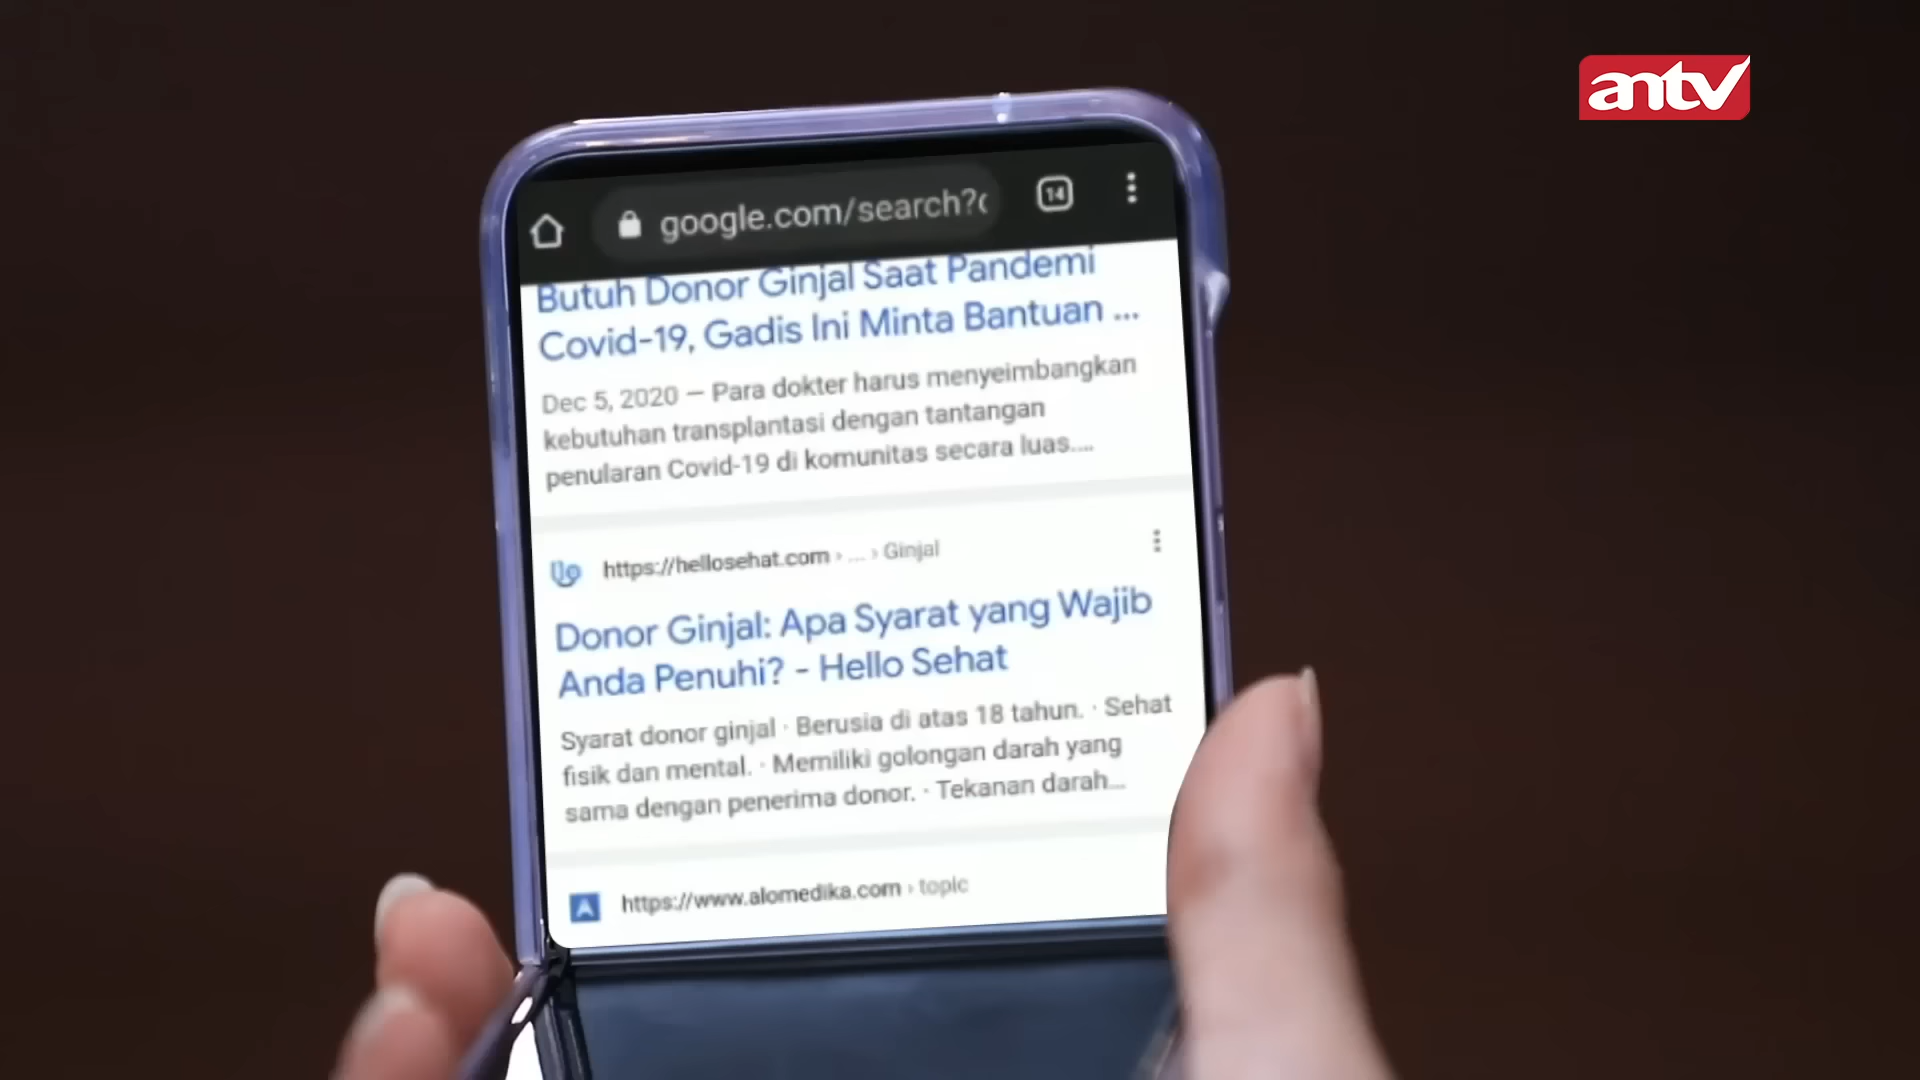 antv
google.com/search?
14
Butuh Donor Ginjal Saat Pandemi
Covid-19, Gadis Ini Minta Bantuan ...
Dec 5, 2020 — Para dokter harus menyeimbangkan
kebutuhan transplantasi dengan tantangan
penularan Covid-19 di komunitas secara luas....
https://hellosehat.com › ... › Ginjal
Donor Ginjal: Apa Syarat yang Wajib
Anda Penuhi? - Hello Sehat
Syarat donor ginjal · Berusia di atas 18 tahun. · Sehat
fisik dan mental. · Memiliki golongan darah yang
sama dengan penerima donor. · Tekanan darah...
https://www.alomedika.com › topic